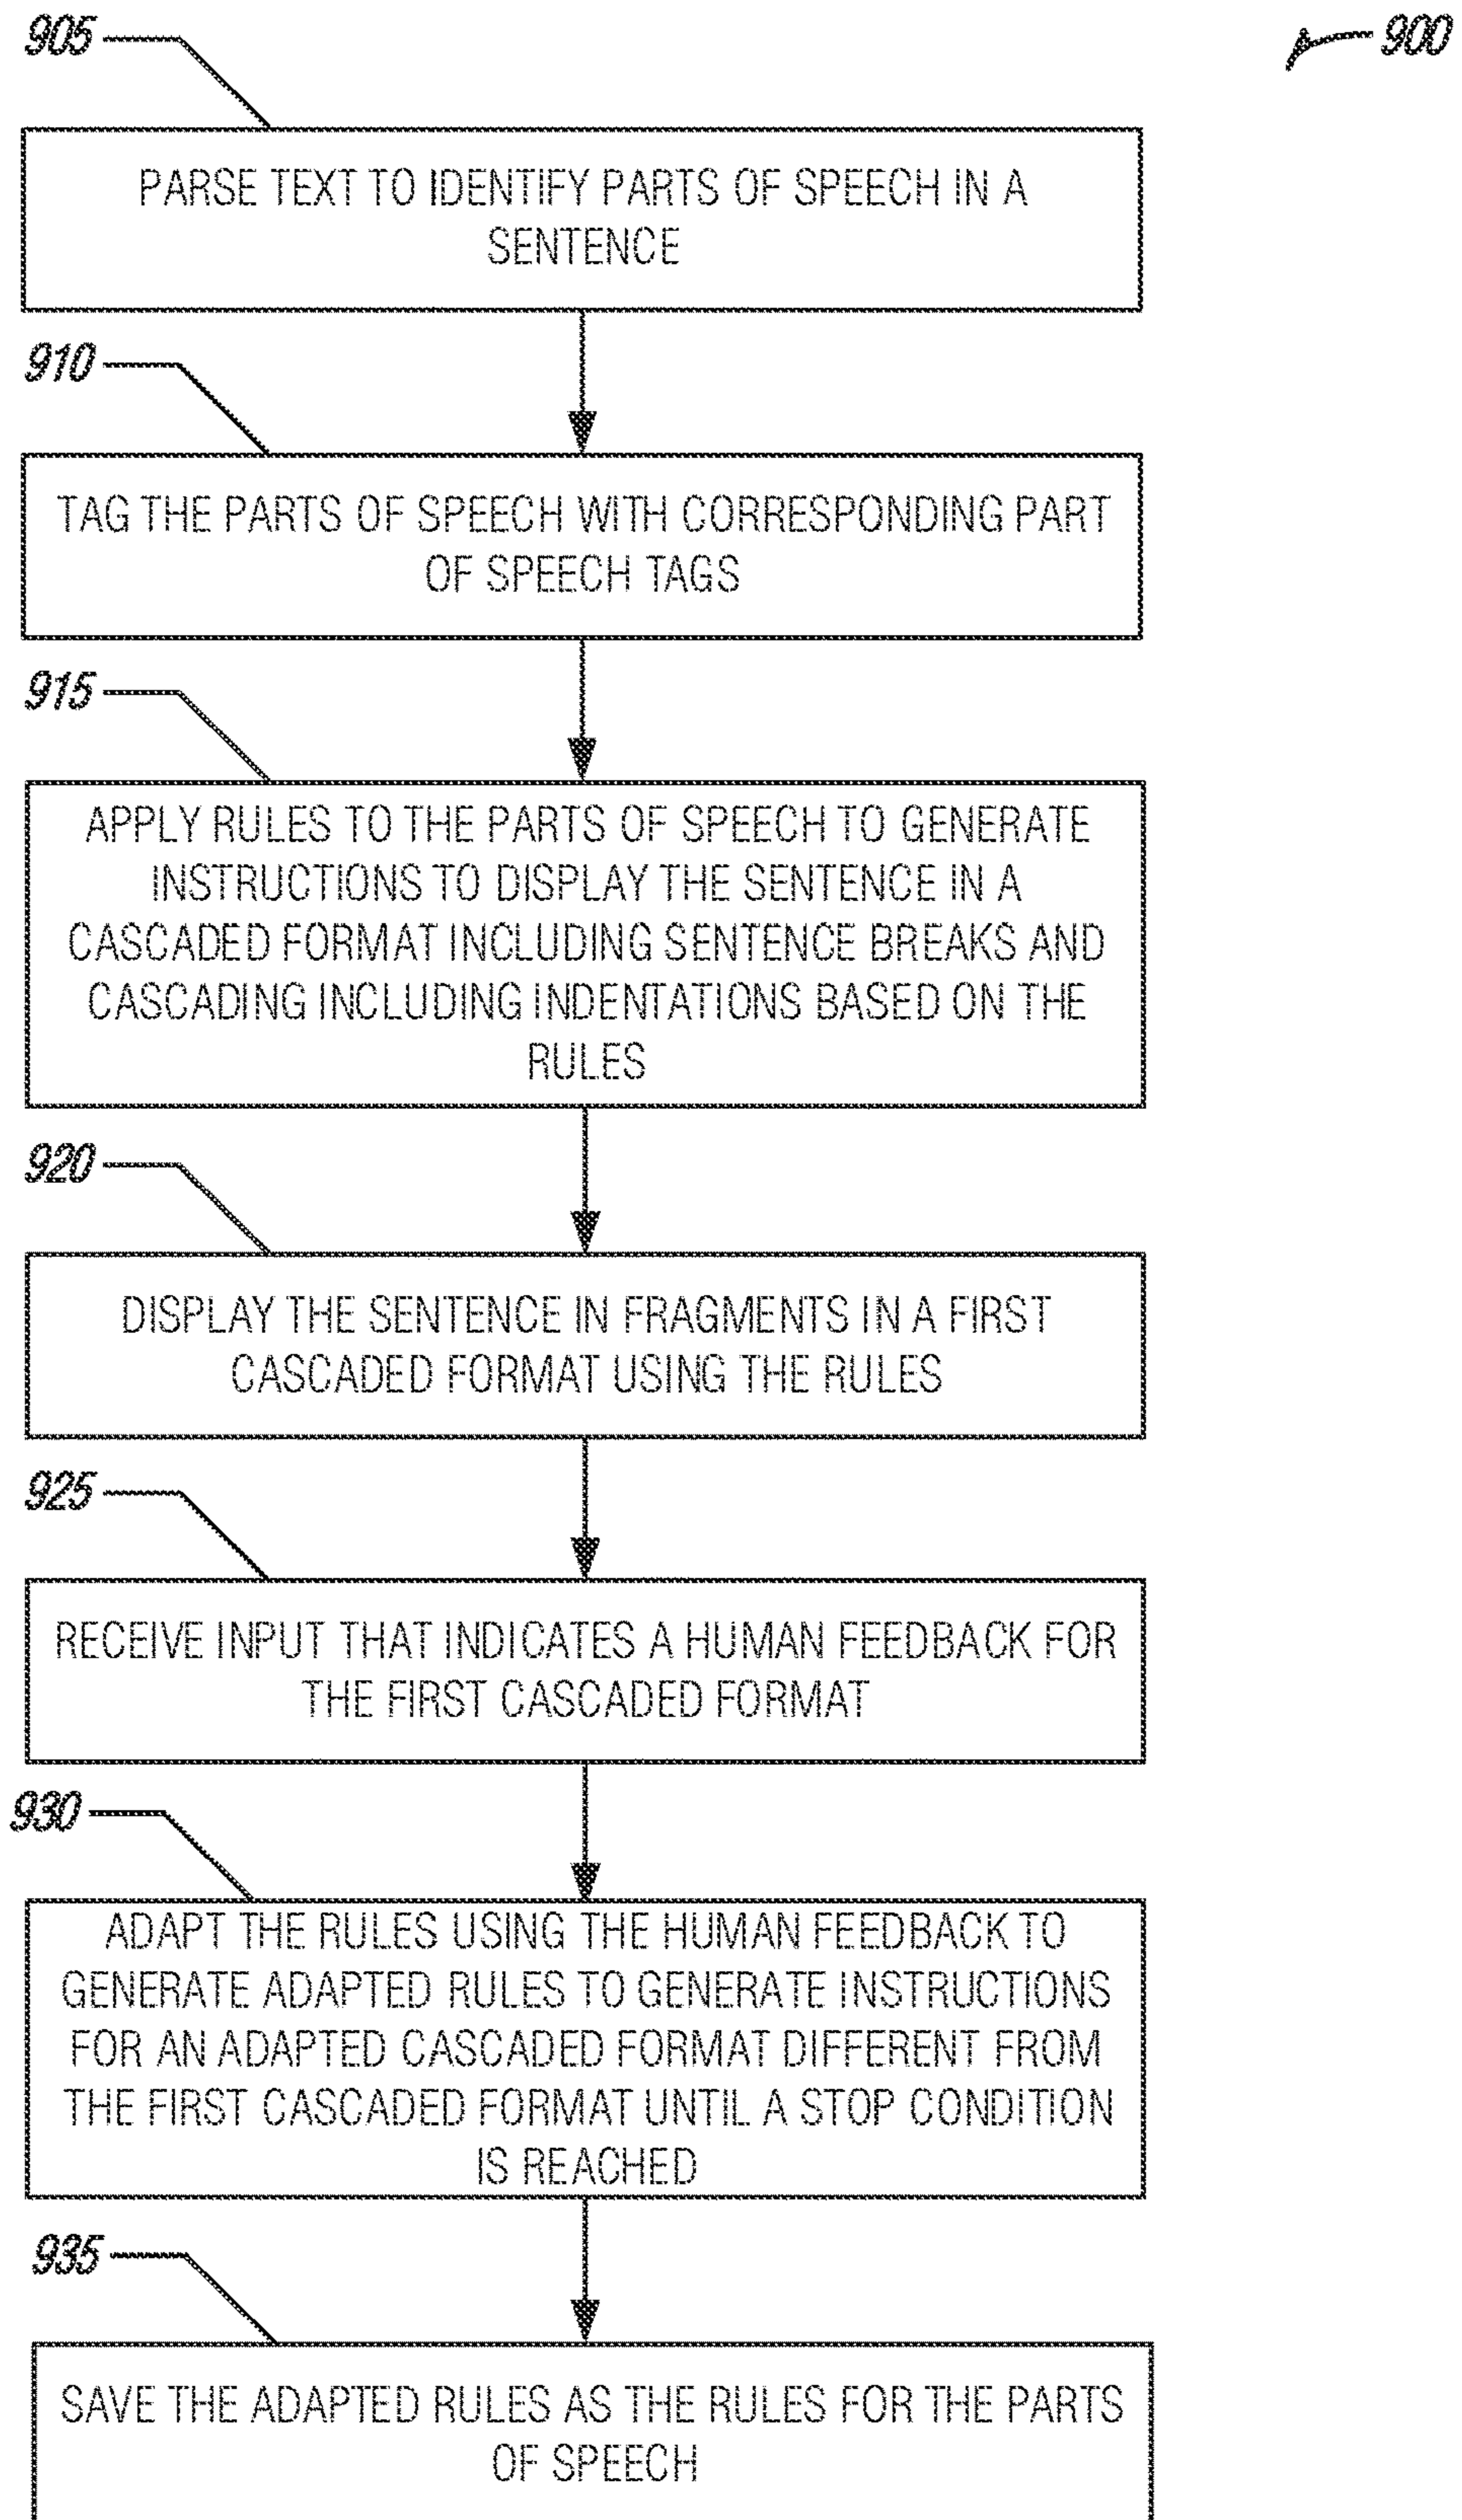 905
900
PARSE TEXT TO IDENTIFY PARTS OF SPEECH IN A
SENTENCE
910
TAG THE PARTS OF SPEECH WITH CORRESPONDING PART
OF SPEECH TAGS
915
APPLY RULES TO THE PARTS OF SPEECH TO GENERATE
INSTRUCTIONS TO DISPLAY THE SENTENCE IN A
CASCADED FORMAT INCLUDING SENTENCE BREAKS AND
CASCADING INCLUDING INDENTATIONS BASED ON THE
RULES
920
DISPLAY THE SENTENCE IN FRAGMENTS IN A FIRST
CASCADED FORMAT USING THE RULES
925
RECEIVE INPUT THAT INDICATES A HUMAN FEEDBACK FOR
THE FIRST CASCADED FORMAT
930
ADAPT THE RULES USING THE HUMAN FEEDBACK TO
GENERATE ADAPTED RULES TO GENERATE INSTRUCTIONS
FOR AN ADAPTED CASCADED FORMAT DIFFERENT FROM
THE FIRST CASCADED FORMAT UNTIL A STOP CONDITION
IS REACHED
935
SAVE THE ADAPTED RULES AS THE RULES FOR THE PARTS
OF SPEECH